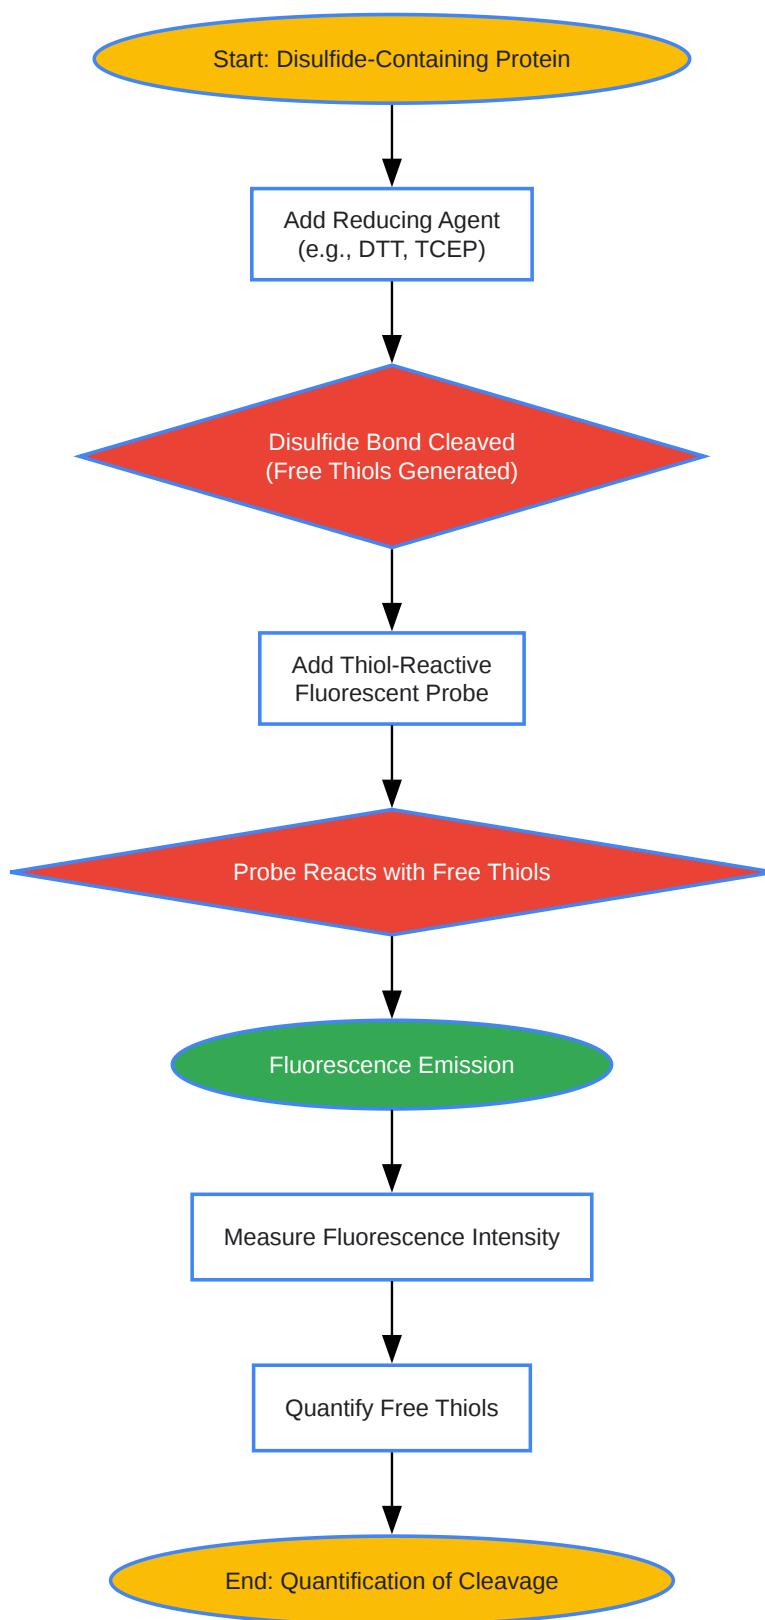 Start: Disulfide-Containing Protein
Add Reducing Agent
(e.g., DTT, TCEP)
Disulfide Bond Cleaved
(Free Thiols Generated)
Add Thiol-Reactive
Fluorescent Probe
Probe Reacts with Free Thiols
Fluorescence Emission
Measure Fluorescence Intensity
Quantify Free Thiols
End: Quantification of Cleavage